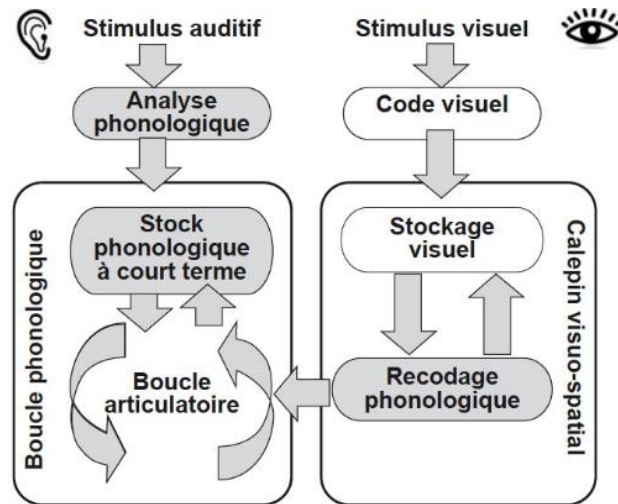 Stimulus auditif
Analyse
phonologique
Boucle phonologique
Stock
phonologique
à court terme
Boucle
articulatoire
Stimulus visuel
Code visuel
Stockage
visuel
Recodage
phonologique
Calepin visuo-spatial